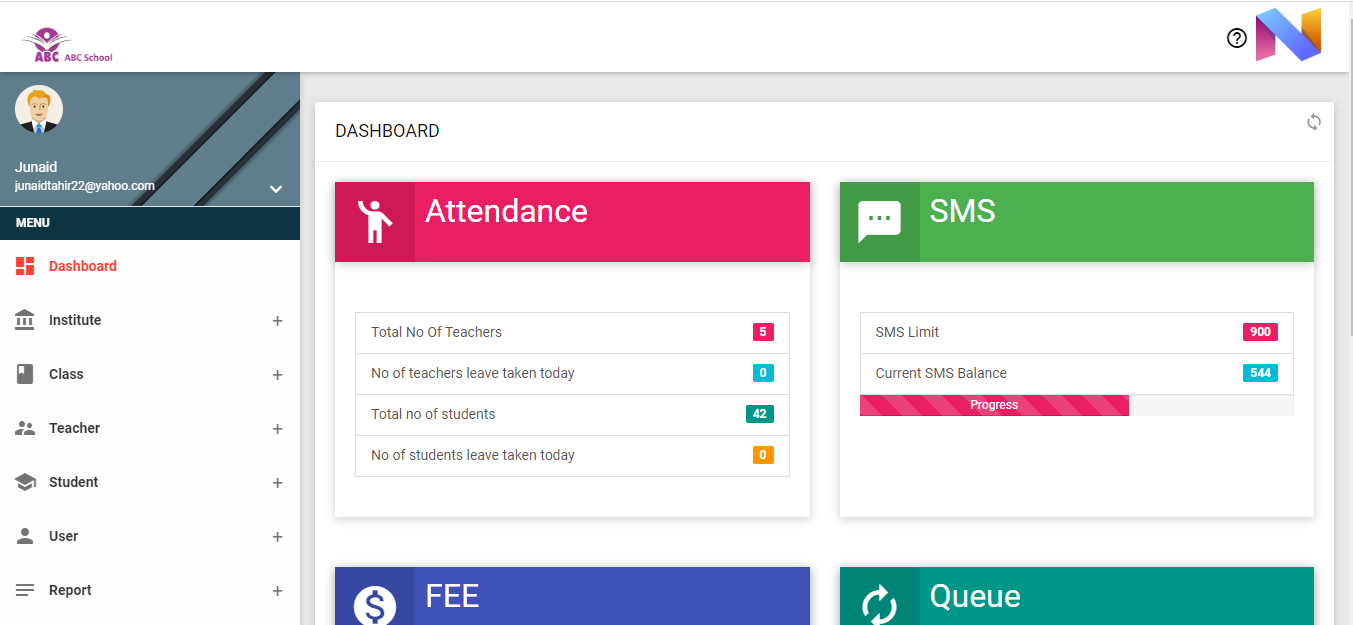 ABC ABC School
Junaid
junaidtahir22@yahoo.com
MENU
Dashboard
Institute +
Class +
Teacher +
Student +
User +
Report +
DASHBOARD
Attendance
Total No Of Teachers 5
No of teachers leave taken today 0
Total no of students 42
No of students leave taken today 0
SMS
SMS Limit 900
Current SMS Balance 544
Progress
FEE
Queue